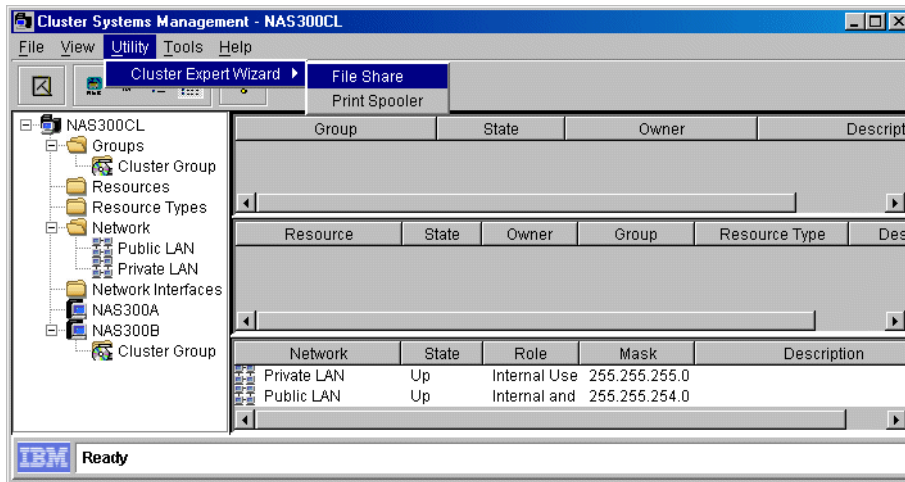 Cluster Systems Management - NAS300CL
File View Utility Tools Help
Cluster Expert Wizard File Share
Print Spooler
NAS300CL
Groups
Cluster Group
Resources
Resource Types
Network
Public LAN
Private LAN
Network Interfaces
NAS300A
NAS300B
Cluster Group
Group State Owner Descript
Resource State Owner Group Resource Type Des
Network State Role Mask Description
Private LAN Up Internal Use 255.255.255.0
Public LAN Up Internal and 255.255.254.0
IBM Ready